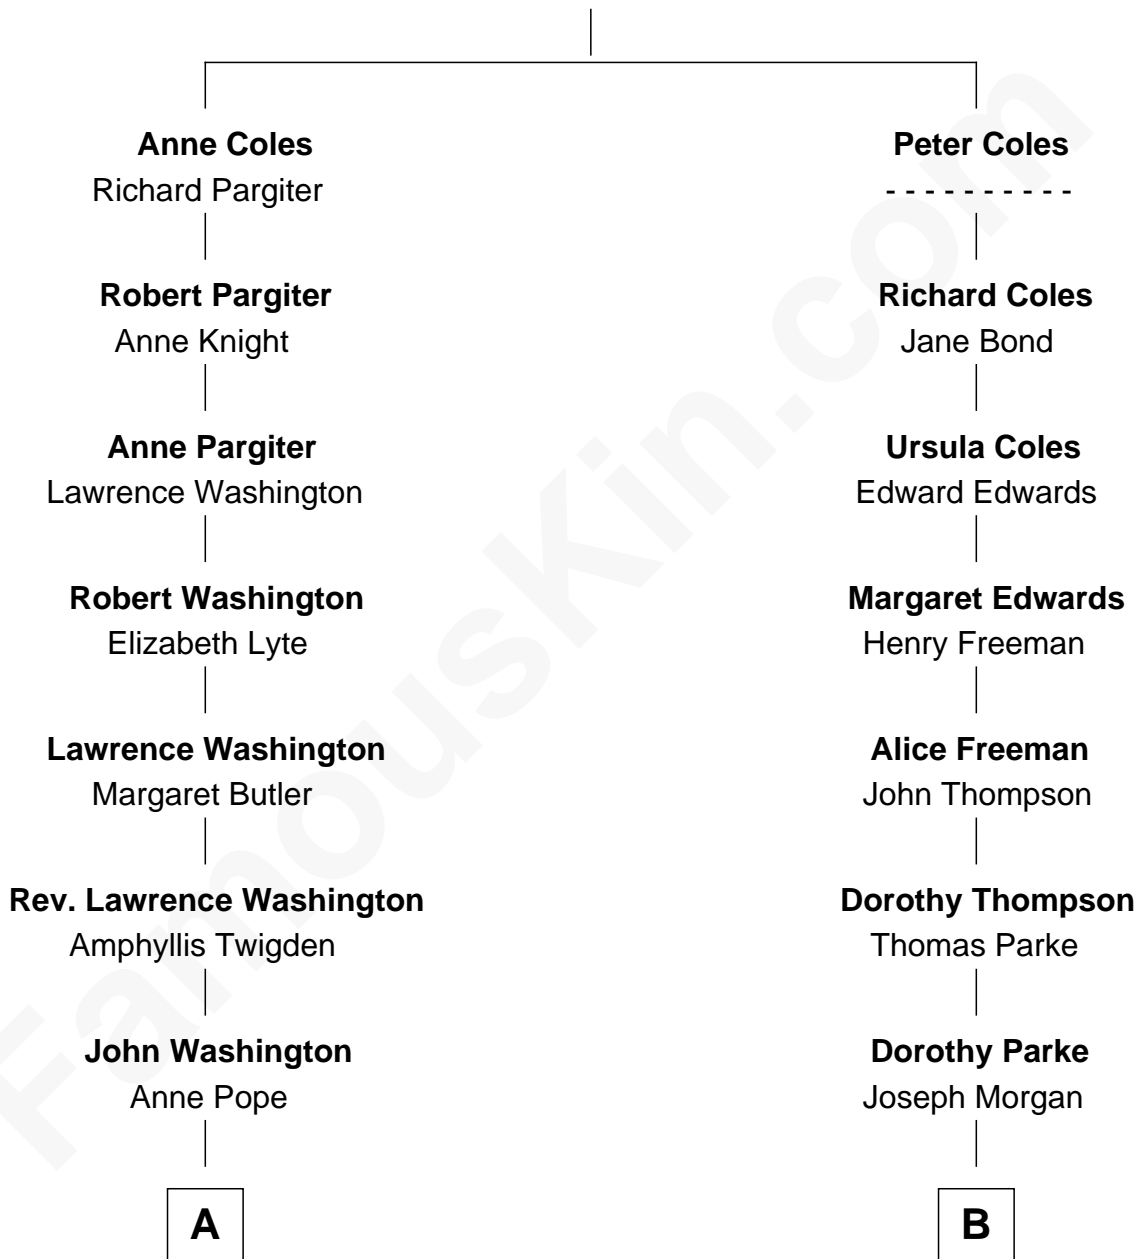 Anne Coles
Richard Pargiter
Peter Coles
- - - - - - - - - -
Robert Pargiter
Anne Knight
Richard Coles
Jane Bond
Anne Pargiter
Lawrence Washington
Ursula Coles
Edward Edwards
Robert Washington
Elizabeth Lyte
Margaret Edwards
Henry Freeman
Lawrence Washington
Margaret Butler
Alice Freeman
John Thompson
Rev. Lawrence Washington
Amphyllis Twigden
Dorothy Thompson
Thomas Parke
John Washington
Anne Pope
Dorothy Parke
Joseph Morgan
A
B
FamousKin.com